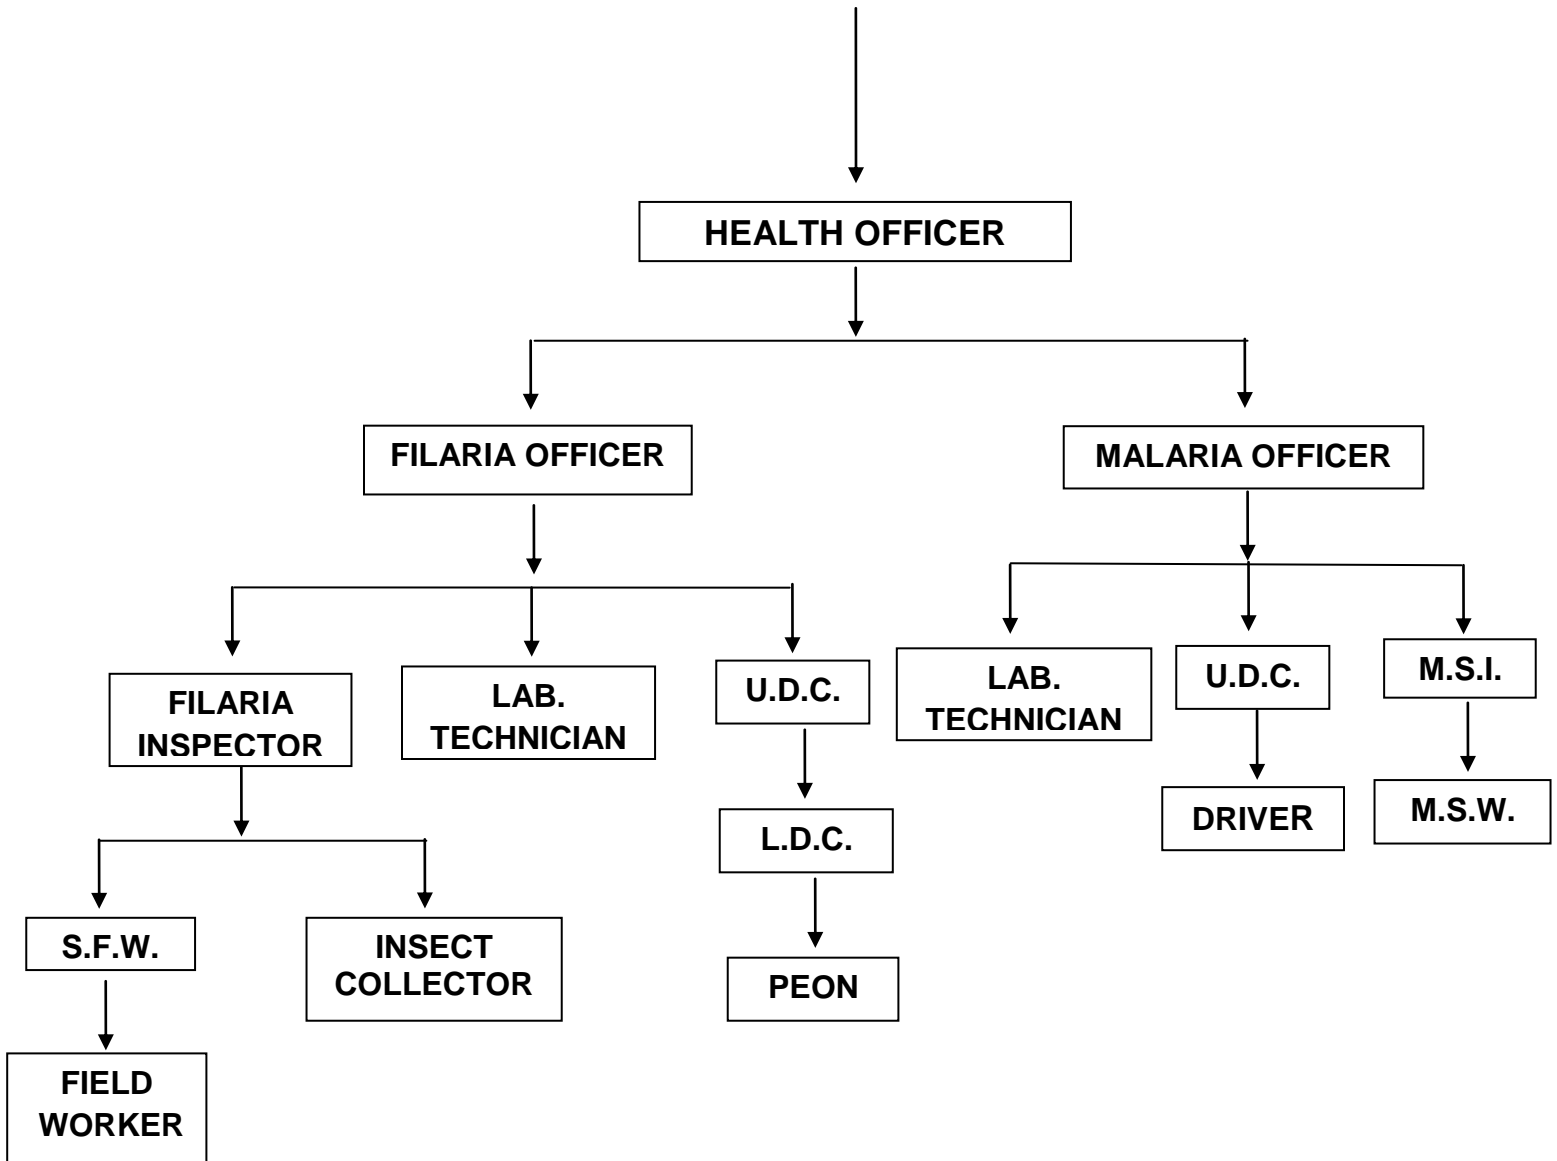 HEALTH OFFICER
FILARIA OFFICER
MALARIA OFFICER
FILARIA
INSPECTOR
LAB.
TECHNICIAN
U.D.C.
LAB.
TECHNICIAN
U.D.C.
M.S.I.
L.D.C.
DRIVER
M.S.W.
S.F.W.
INSECT
COLLECTOR
PEON
FIELD
WORKER